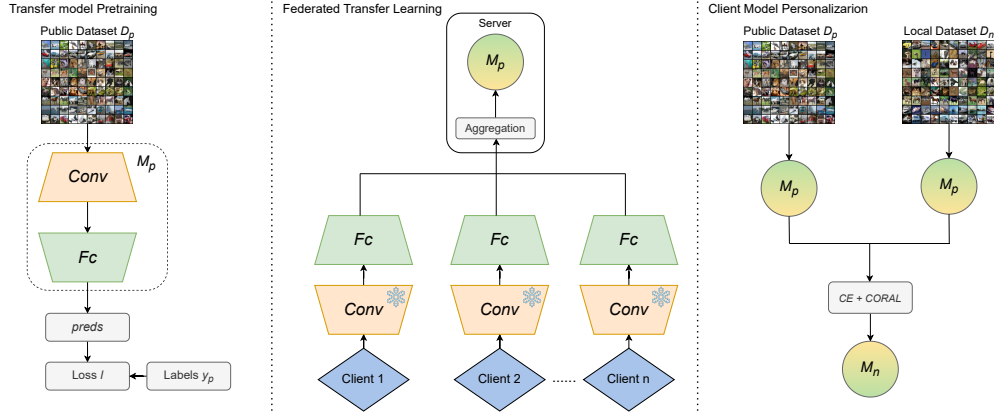 Transfer model Pretraining
Public Dataset D_p
M_p
Conv
Fc
preds
Loss l
Labels y_p
Federated Transfer Learning
Server
M_p
Aggregation
Fc
Fc
Fc
Conv
Conv
Conv
Client 1
Client 2
......
Client n
Client Model Personalizarion
Public Dataset D_p
Local Dataset D_n
M_p
M_p
CE + CORAL
M_n